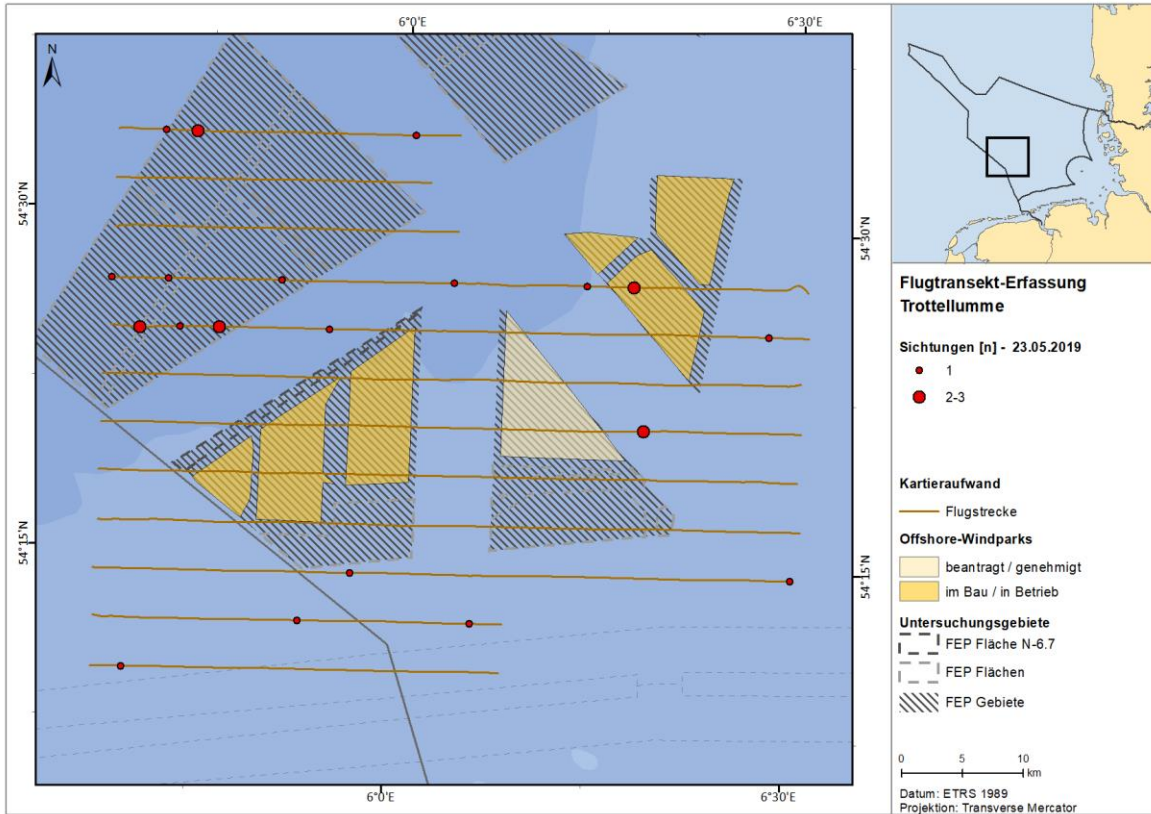 6°0'E
6°30'E
N
54°30'N
54°30'N
54°15'N
54°15'N
6°0'E
6°30'E
Flugtransekt-Erfassung
Trottellumme
Sichtungen [n] - 23.05.2019
1
2-3
Kartieraufwand
Flugstrecke
Offshore-Windparks
beantragt / genehmigt
im Bau / in Betrieb
Untersuchungsgebiete
FEP Fläche N-6.7
FEP Flächen
FEP Gebiete
0 5 10
km
Datum: ETRS 1989
Projektion: Transverse Mercator